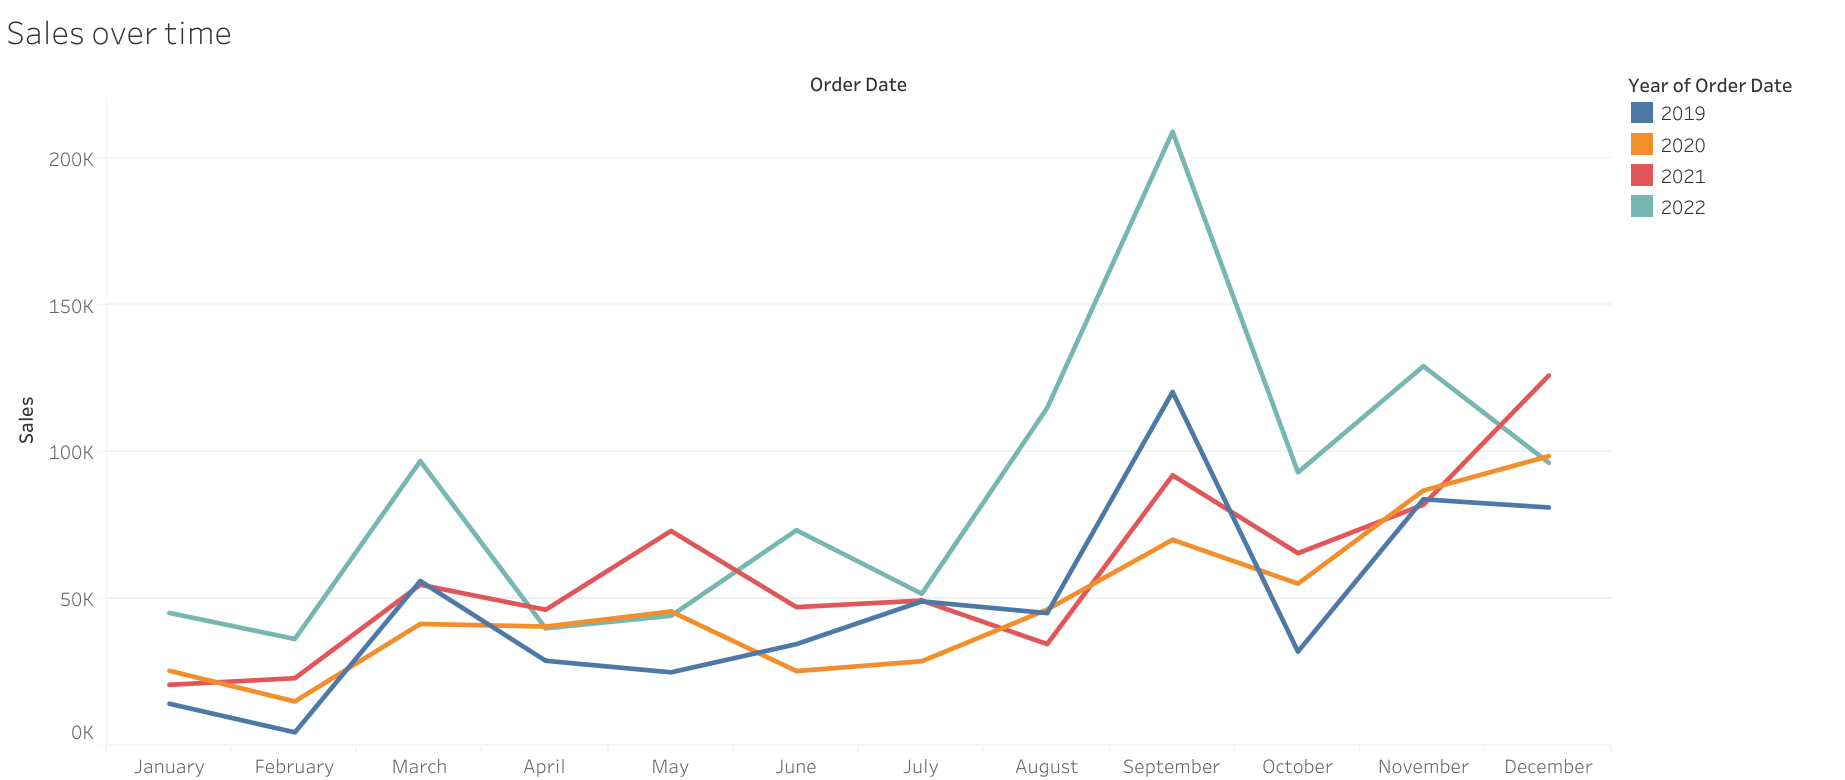 Sales over time
Order Date
Year of Order Date
2019
2020
2021
2022
Sales
200K
150K
100K
50K
0K
January February March April May June July August September October November December